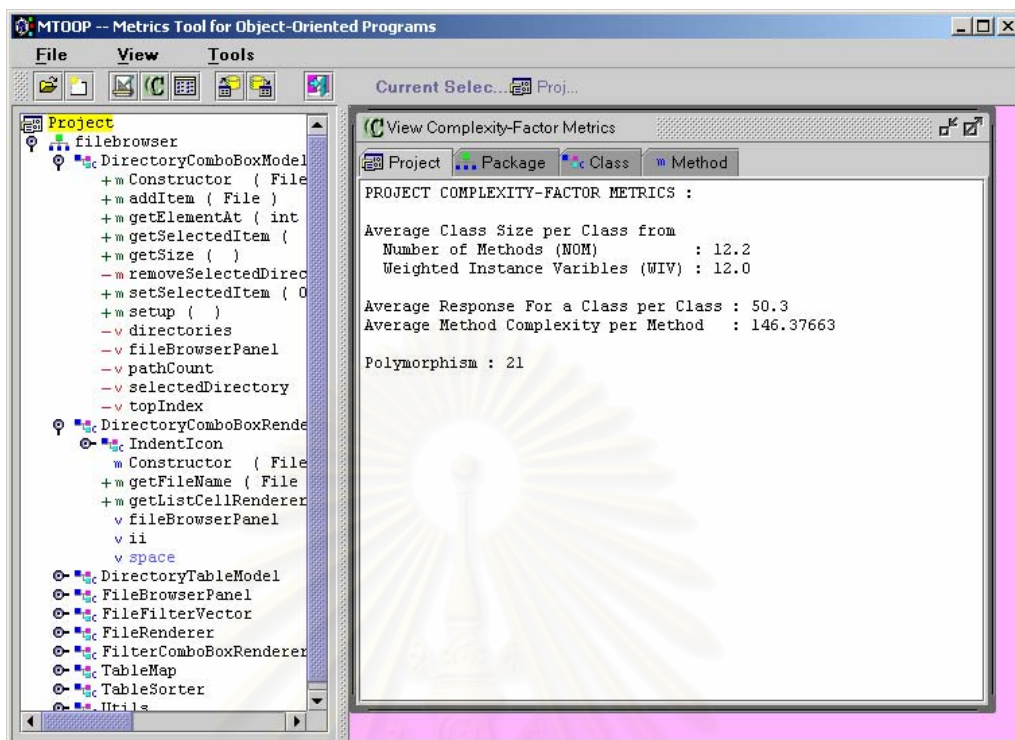 MTOOP -- Metrics Tool for Object-Oriented Programs
File View Tools
Current Selec... Proj...
Project
filebrowser
DirectoryComboBoxModel
+ m Constructor ( File
+ m addItem ( File )
+ m getElementAt ( int
+ m getSelectedItem (
+ m getSize ( )
- m removeSelectedDirec
+ m setSelectedItem ( O
+ m setup ( )
- v directories
- v fileBrowserPanel
- v pathCount
- v selectedDirectory
- v topIndex
DirectoryComboBoxRende
IndentIcon
m Constructor ( File
+ m getFileName ( File
+ m getListCellRenderer
v fileBrowserPanel
v ii
v space
DirectoryTableModel
FileBrowserPanel
FileFilterVector
FileRenderer
FilterComboBoxRenderer
TableMap
TableSorter
Utils
View Complexity-Factor Metrics
Project Package Class Method
PROJECT COMPLEXITY-FACTOR METRICS :
Average Class Size per Class from
Number of Methods (NOM) : 12.2
Weighted Instance Varibles (WIV) : 12.0
Average Response For a Class per Class : 50.3
Average Method Complexity per Method : 146.37663
Polymorphism : 21